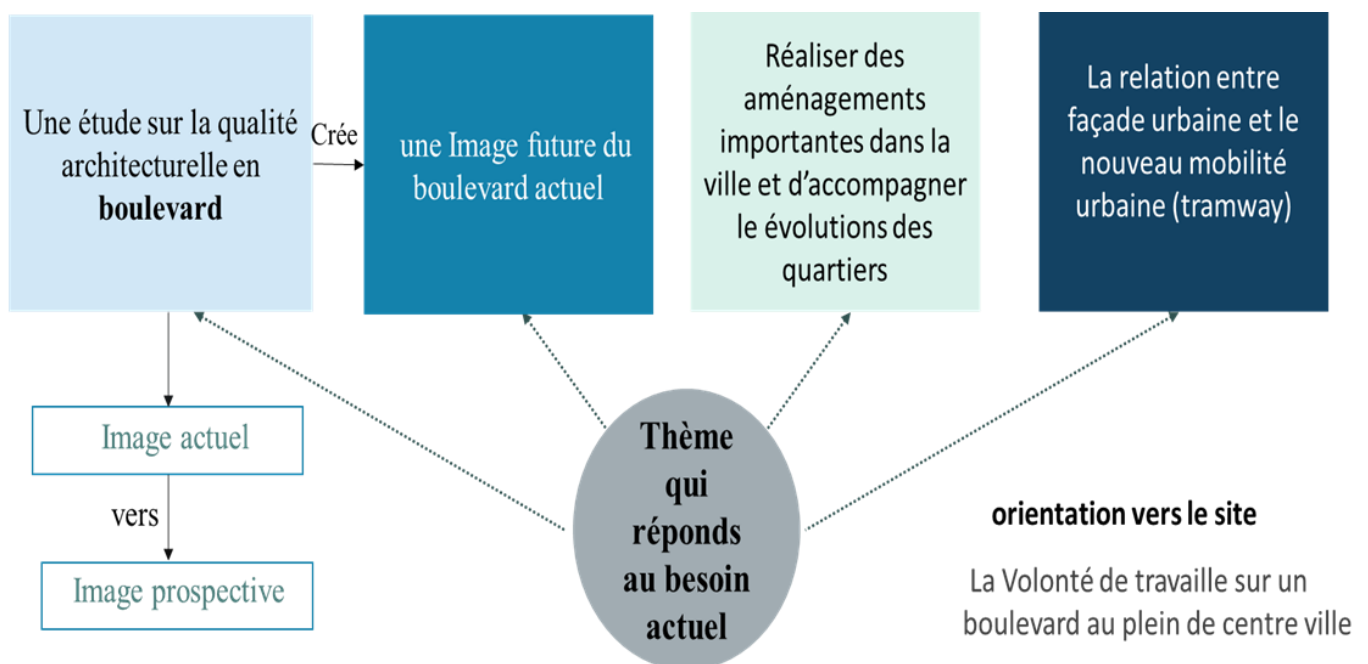 Une étude sur la qualité
architecturelle en
boulevard
Crée
une Image future du
boulevard actuel
Réaliser des
aménagements
importantes dans la
ville et d'accompagner
le évolutions des
quartiers
La relation entre
façade urbaine et le
nouveau mobilité
urbaine (tramway)
Image actuel
vers
Image prospective
Thème
qui
réponds
au besoin
actuel
orientation vers le site
La Volonté de travaille sur un
boulevard au plein de centre ville